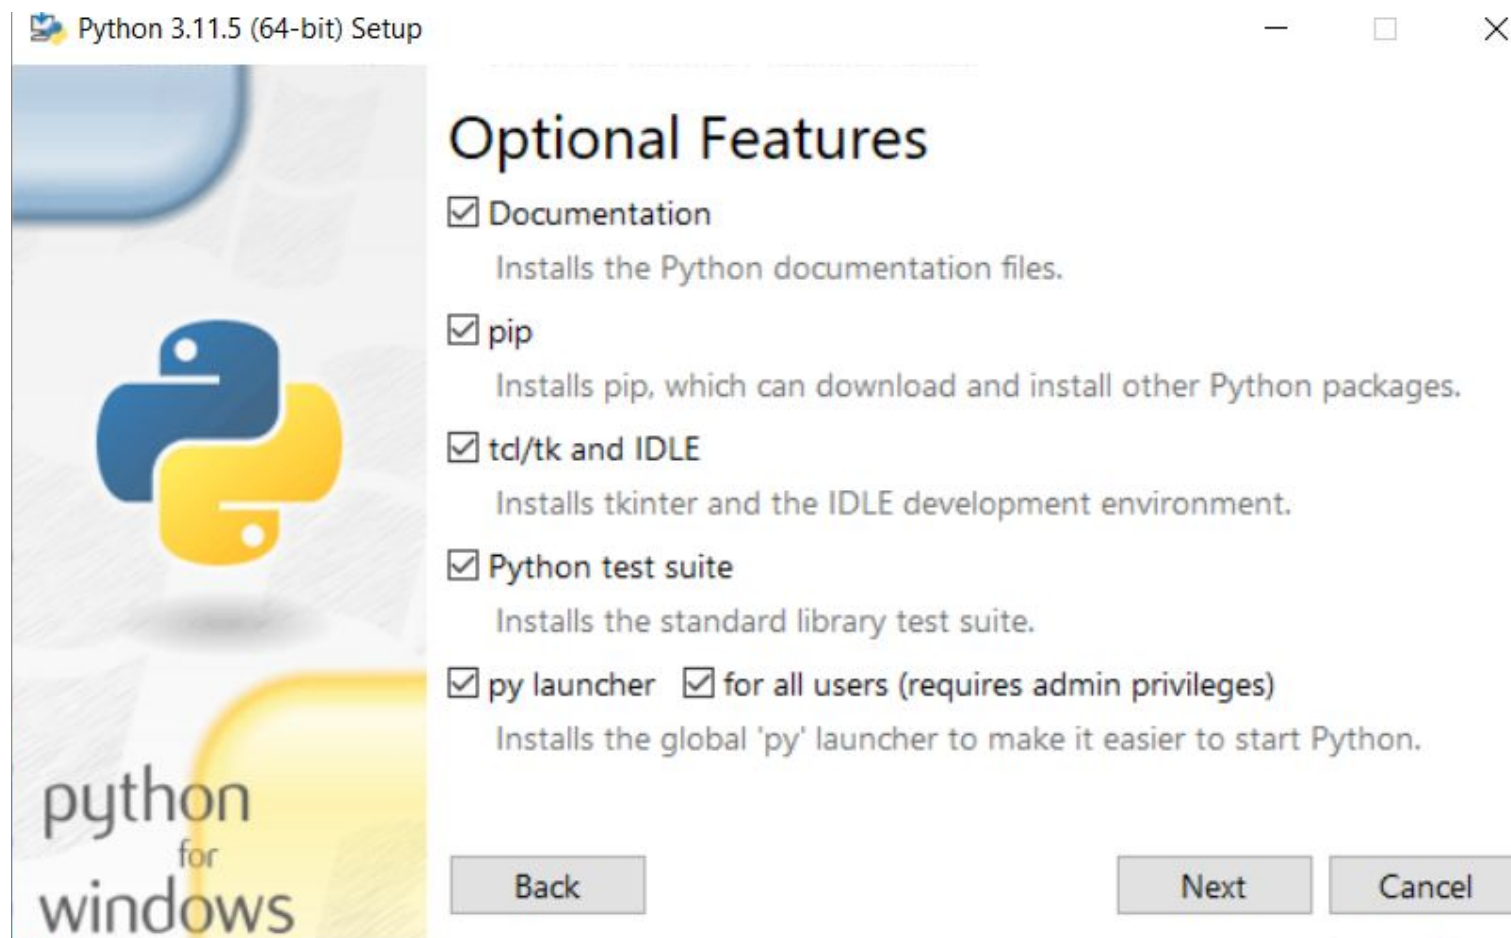 Python 3.11.5 (64-bit) Setup
Optional Features
Documentation
Installs the Python documentation files.
pip
Installs pip, which can download and install other Python packages.
tcl/tk and IDLE
Installs tkinter and the IDLE development environment.
Python test suite
Installs the standard library test suite.
py launcher for all users (requires admin privileges)
Installs the global 'py' launcher to make it easier to start Python.
python
for
windows
Back Next Cancel